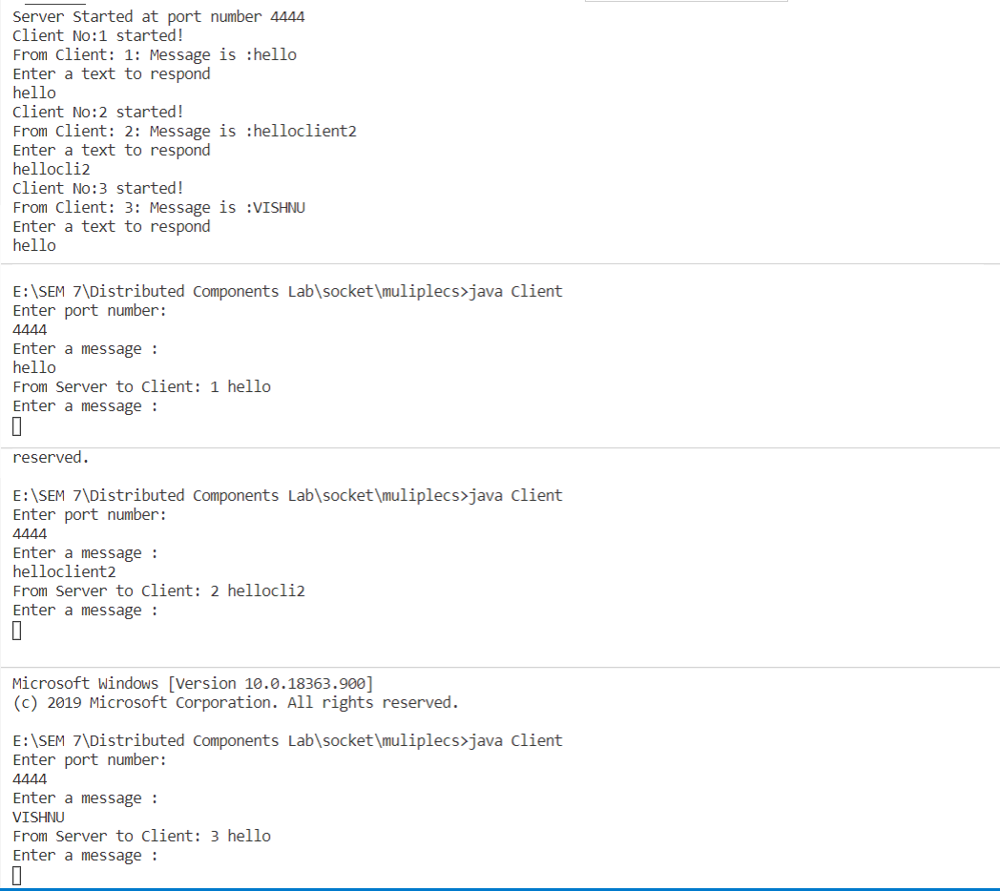 Server Started at port number 4444
Client No:1 started!
From Client: 1: Message is :hello
Enter a text to respond
hello
Client No:2 started!
From Client: 2: Message is :helloclient2
Enter a text to respond
hellocli2
Client No:3 started!
From Client: 3: Message is :VISHNU
Enter a text to respond
hello
E:\SEM 7\Distributed Components Lab\socket\muliplecs>java Client
Enter port number:
4444
Enter a message :
hello
From Server to Client: 1 hello
Enter a message :
reserved.
E:\SEM 7\Distributed Components Lab\socket\muliplecs>java Client
Enter port number:
4444
Enter a message :
helloclient2
From Server to Client: 2 hellocli2
Enter a message :
Microsoft Windows [Version 10.0.18363.900]
(c) 2019 Microsoft Corporation. All rights reserved.
E:\SEM 7\Distributed Components Lab\socket\muliplecs>java Client
Enter port number:
4444
Enter a message :
VISHNU
From Server to Client: 3 hello
Enter a message :